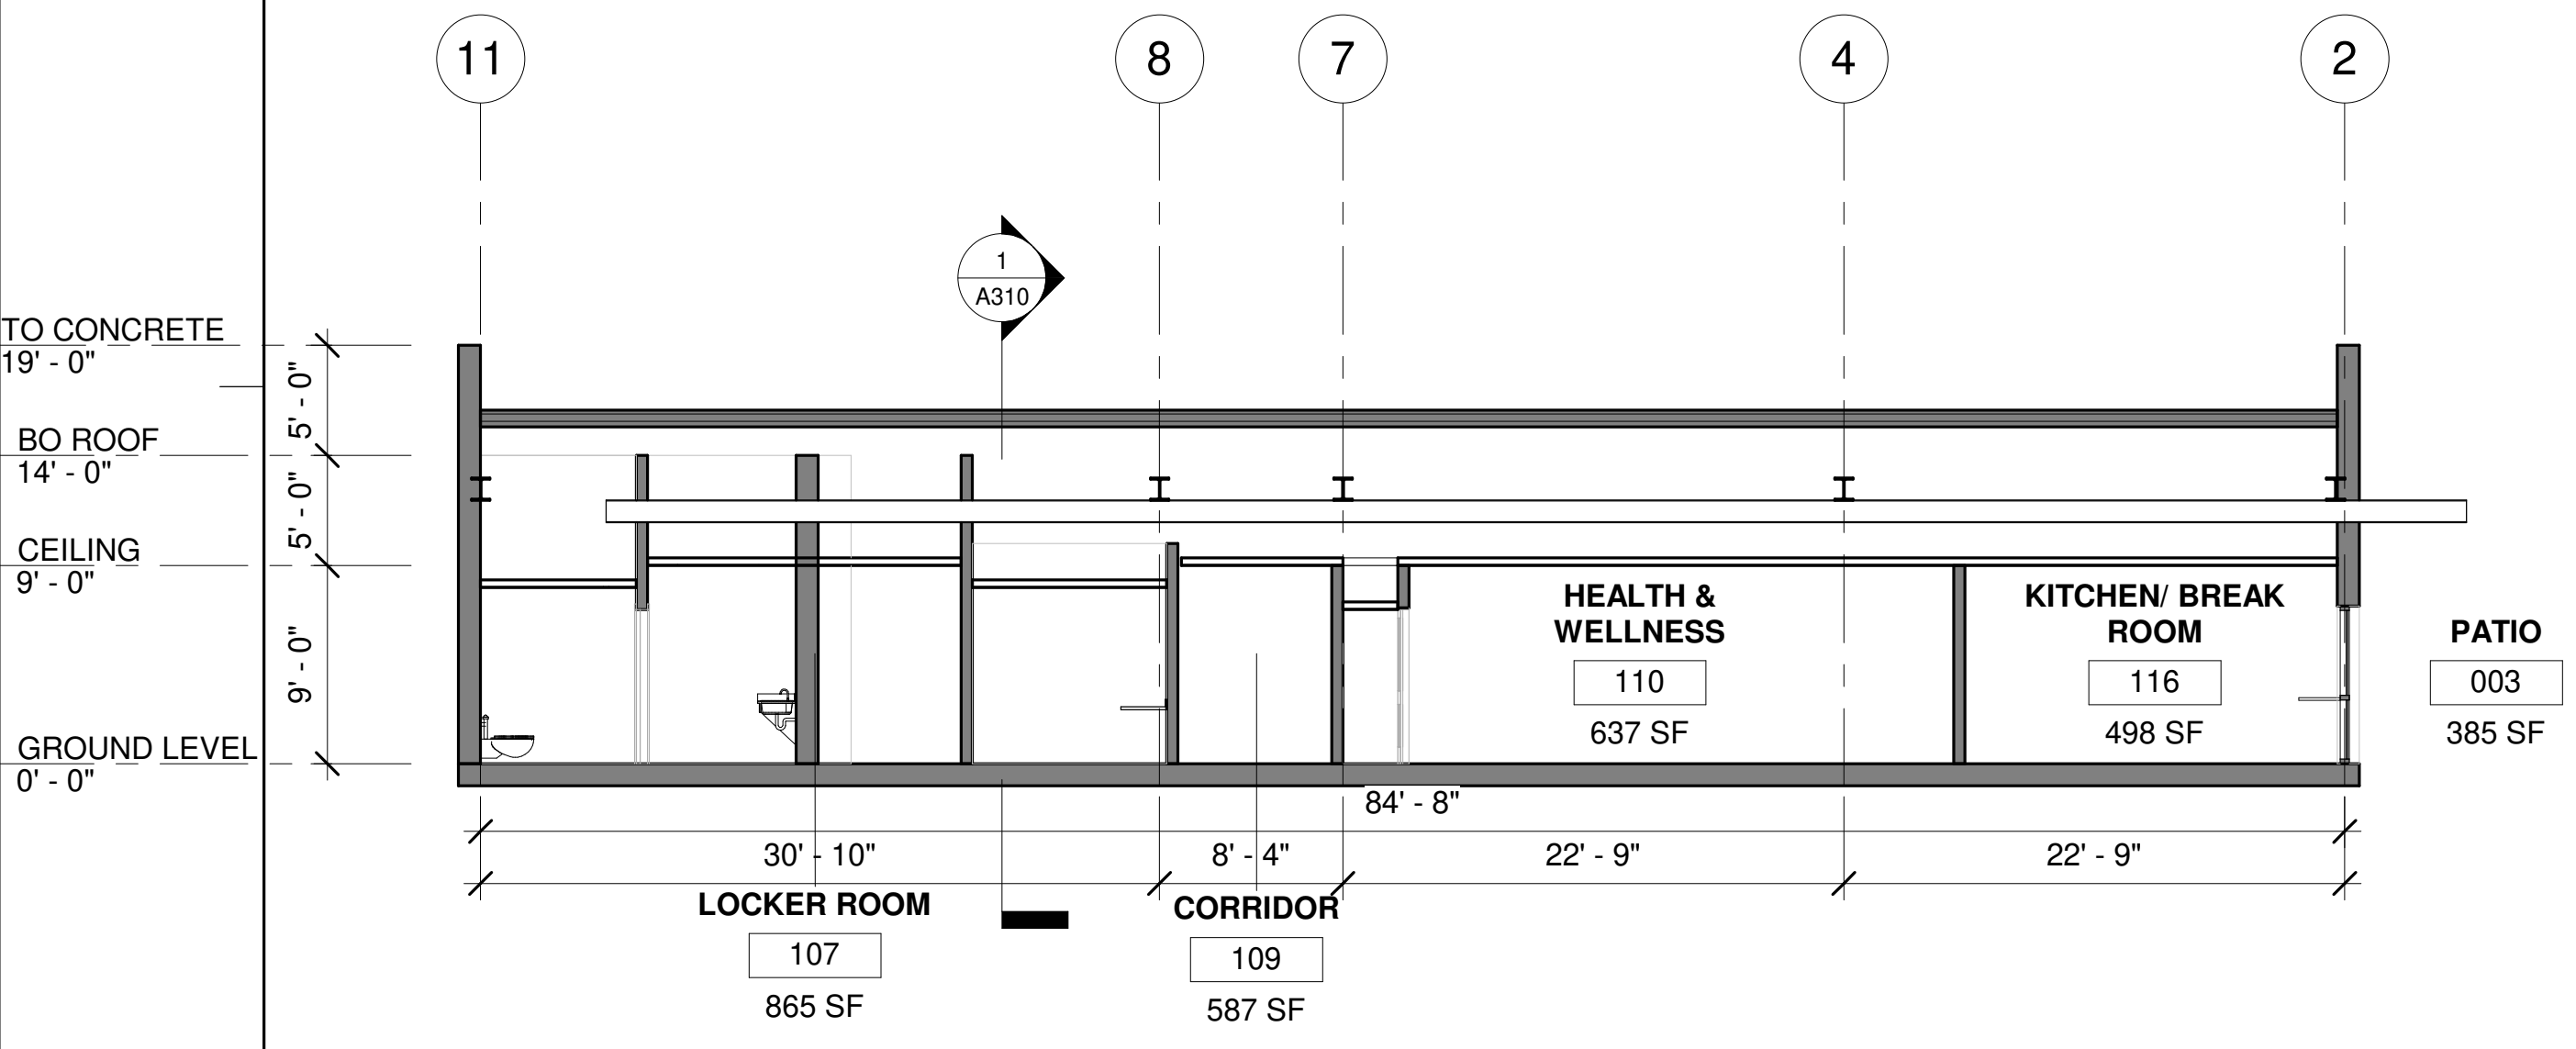 11
8
7
4
2
1
A310
TO CONCRETE
19' - 0"
5' - 0"
BO ROOF
14' - 0"
5' - 0"
CEILING
9' - 0"
9' - 0"
GROUND LEVEL
0' - 0"
HEALTH &
WELLNESS
110
637 SF
KITCHEN/ BREAK
ROOM
116
498 SF
PATIO
003
385 SF
84' - 8"
30' - 10"
8' - 4"
22' - 9"
22' - 9"
LOCKER ROOM
107
865 SF
CORRIDOR
109
587 SF